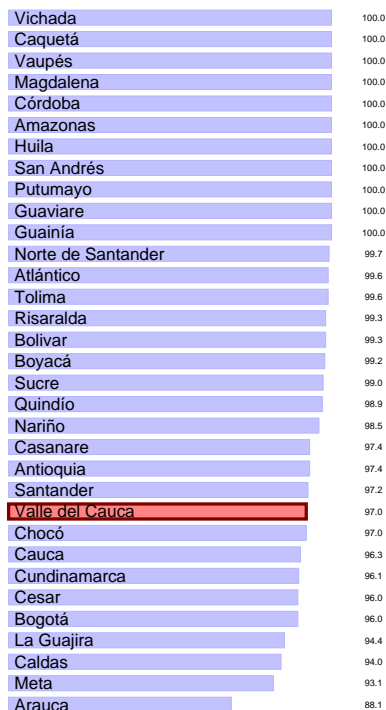 Vichada 100.0
Caquetá 100.0
Vaupés 100.0
Magdalena 100.0
Córdoba 100.0
Amazonas 100.0
Huila 100.0
San Andrés 100.0
Putumayo 100.0
Guaviare 100.0
Guainía 100.0
Norte de Santander 99.7
Atlántico 99.6
Tolima 99.6
Risaralda 99.3
Bolivar 99.3
Boyacá 99.2
Sucre 99.0
Quindío 98.9
Nariño 98.5
Casanare 97.4
Antioquia 97.4
Santander 97.2
Valle del Cauca 97.0
Chocó 97.0
Cauca 96.3
Cundinamarca 96.1
Cesar 96.0
Bogotá 96.0
La Guajira 94.4
Caldas 94.0
Meta 93.1
Arauca 88.1